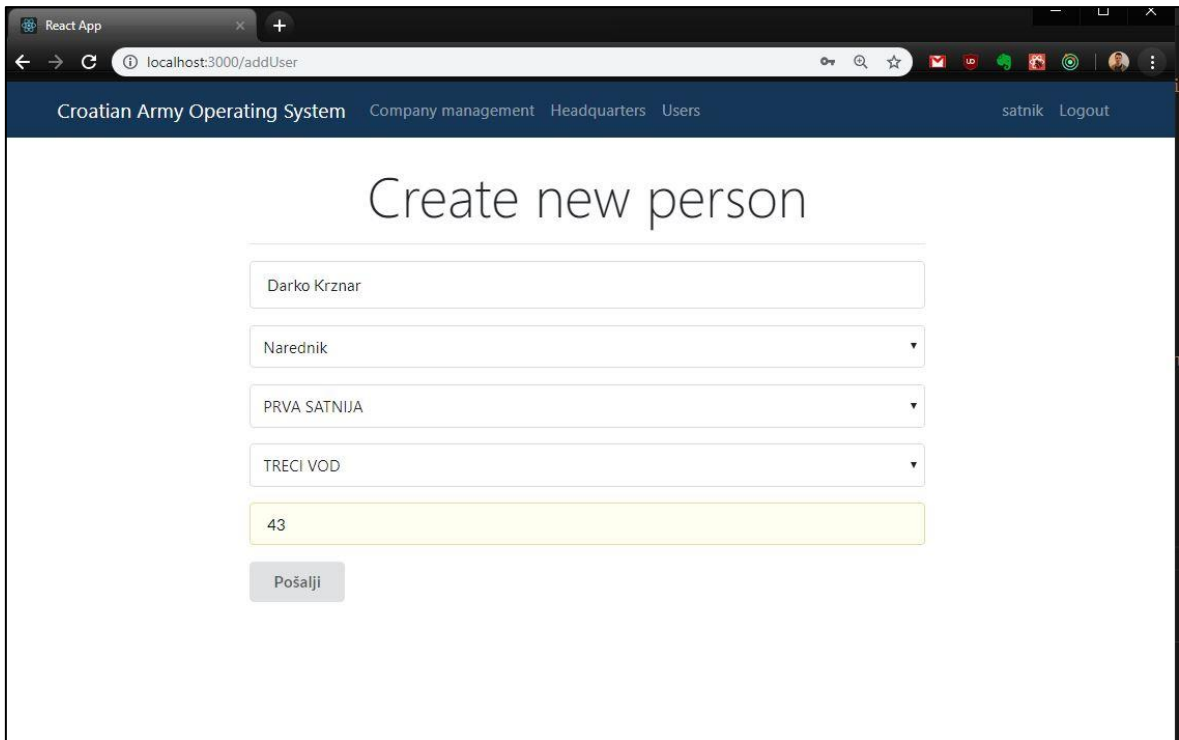 React App
localhost:3000/addUser
Croatian Army Operating System Company management Headquarters Users satnik Logout
Create new person
Darko Krznar
Narednik
PRVA SATNIJA
TRECI VOD
43
Pošalji